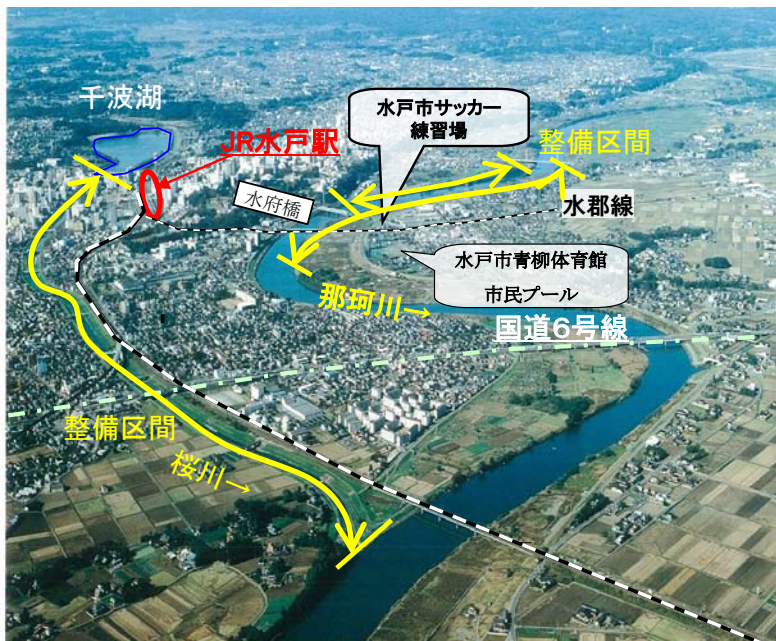 千波湖
水戸市サッカー
練習場
JR水戸駅
整備区間
水府橋
水郡線
水戸市青柳体育館
市民プール
那珂川→
国道6号線
整備区間
桜川→